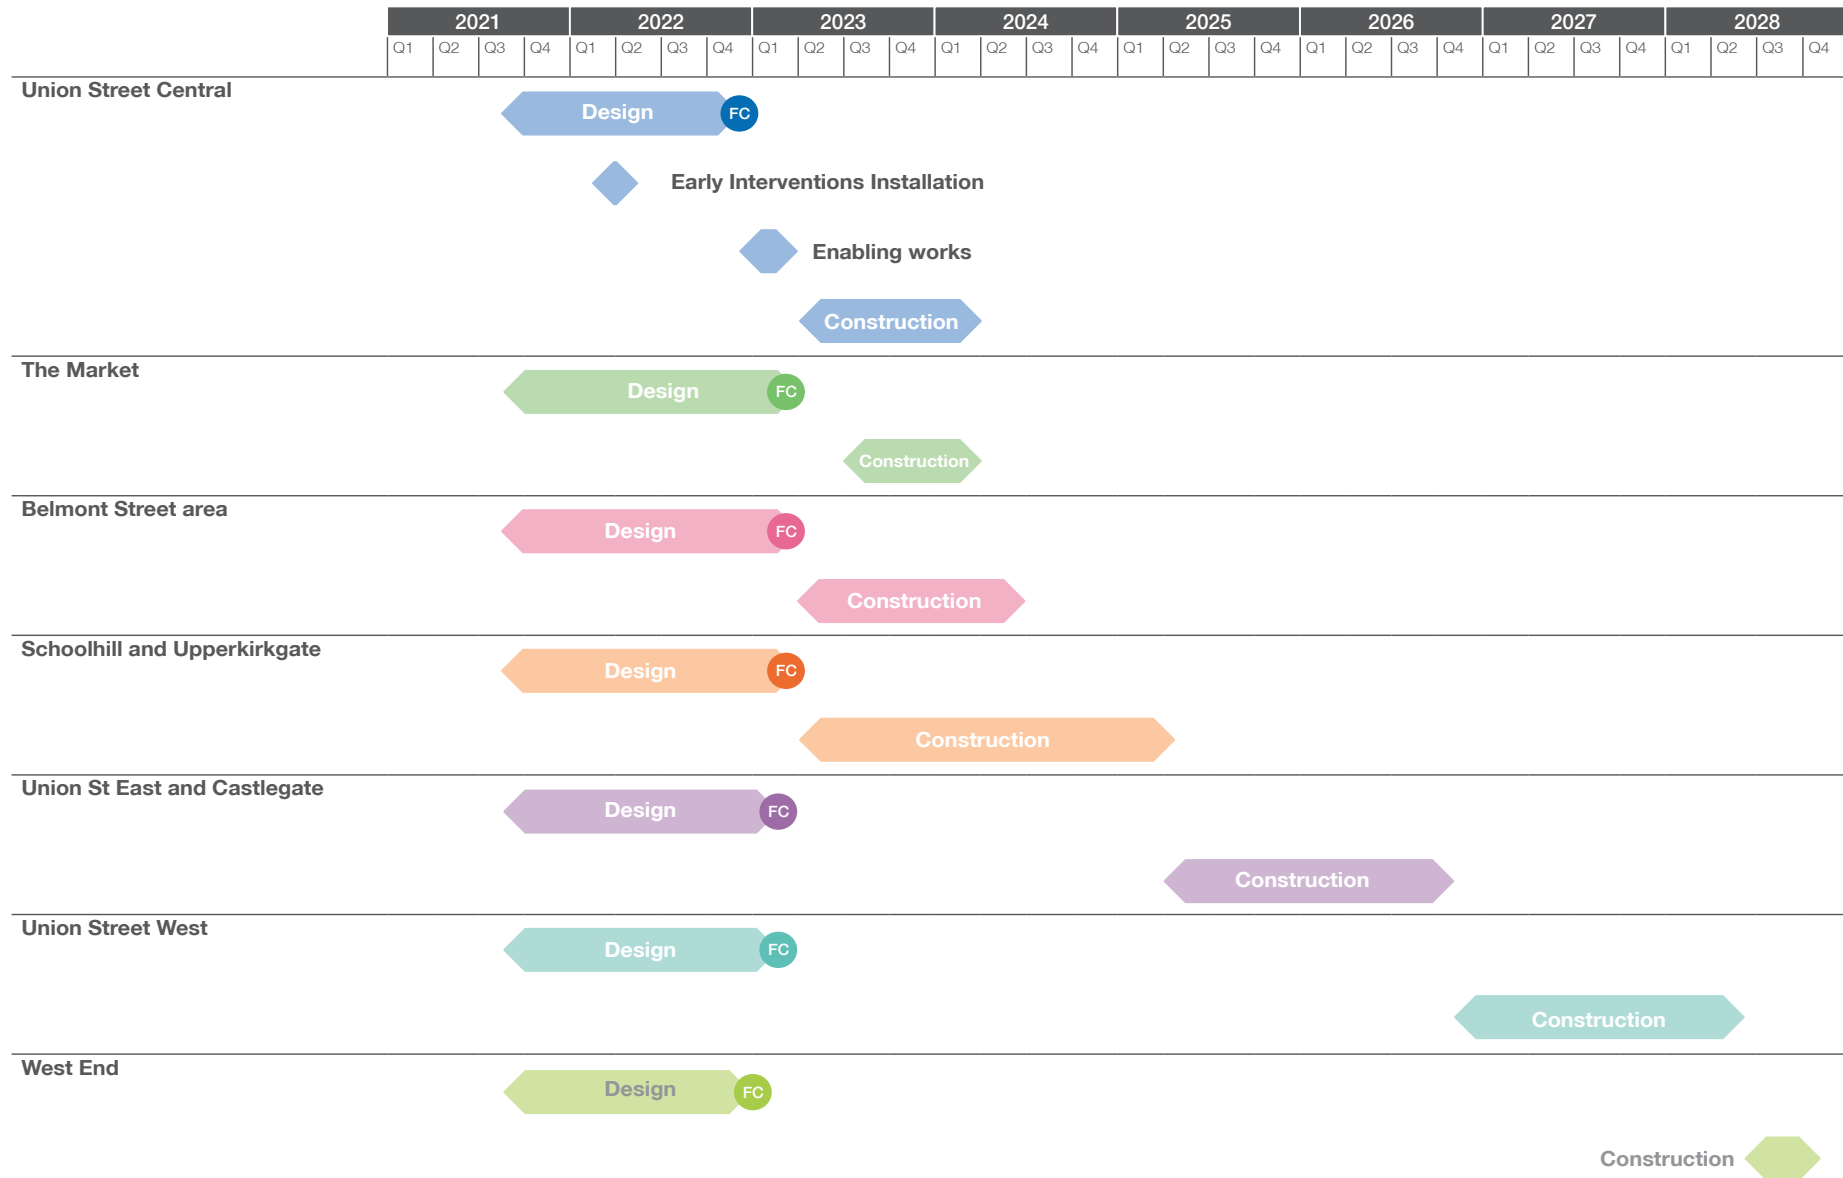 2021 2022 2023 2024 2025 2026 2027 2028
Q1 Q2 Q3 Q4 Q1 Q2 Q3 Q4 Q1 Q2 Q3 Q4 Q1 Q2 Q3 Q4 Q1 Q2 Q3 Q4 Q1 Q2 Q3 Q4 Q1 Q2 Q3 Q4 Q1 Q2 Q3 Q4
Union Street Central
Design FC
Early Interventions Installation
Enabling works
Construction
The Market
Design FC
Construction
Belmont Street area
Design FC
Construction
Schoolhill and Upperkirkgate
Design FC
Construction
Union St East and Castlegate
Design FC
Construction
Union Street West
Design FC
Construction
West End
Design FC
Construction